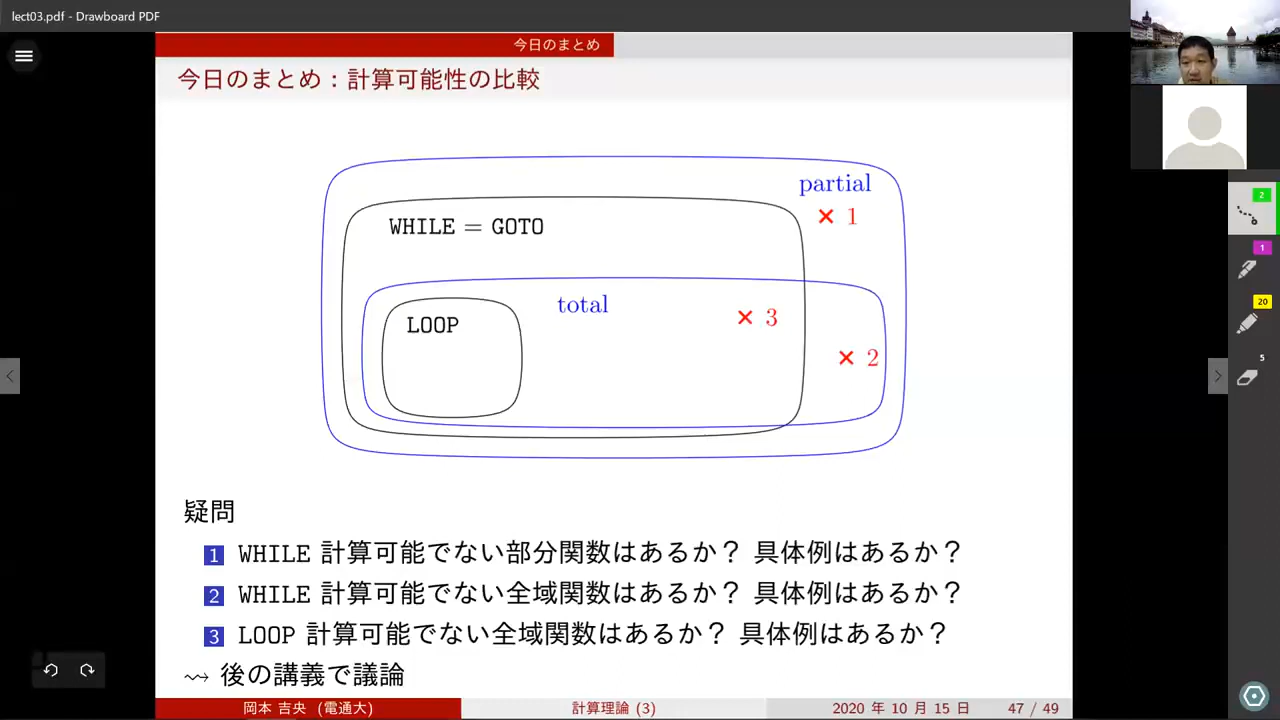 lect03.pdf - Drawboard PDF
今日のまとめ
今日のまとめ：計算可能性の比較
partial
× 1
WHILE = GOTO
total
× 3
LOOP
× 2
疑問
1 WHILE 計算可能でない部分関数はあるか？ 具体例はあるか？
2 WHILE 計算可能でない全域関数はあるか？ 具体例はあるか？
3 LOOP 計算可能でない全域関数はあるか？ 具体例はあるか？
⇝ 後の講義で議論
岡本 吉央 (電通大)
計算理論 (3)
2020 年 10 月 15 日
47 / 49
2
1
20
5